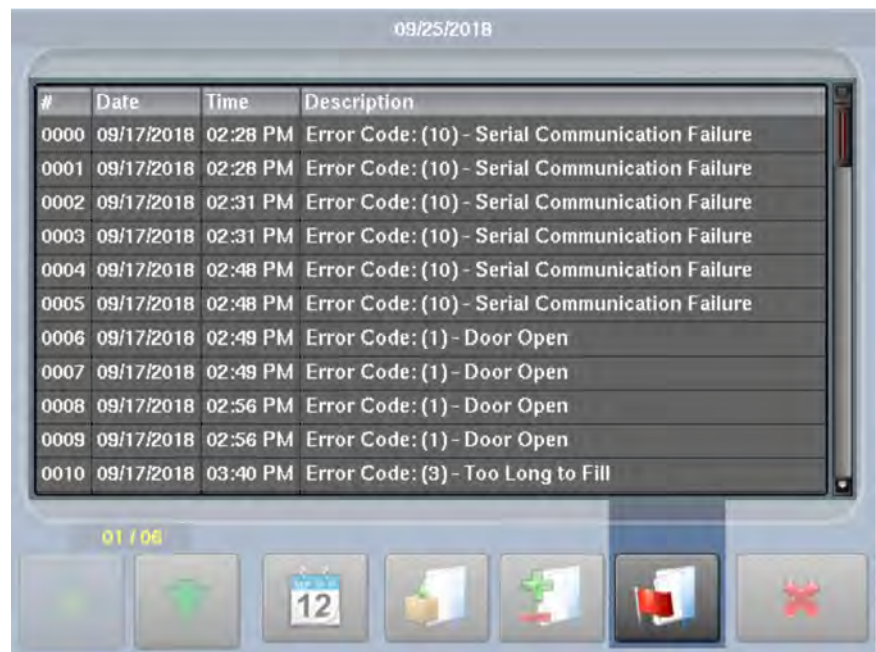 09/25/2018
# Date Time Description
0000 09/17/2018 02:28 PM Error Code: (10) - Serial Communication Failure
0001 09/17/2018 02:28 PM Error Code: (10) - Serial Communication Failure
0002 09/17/2018 02:31 PM Error Code: (10) - Serial Communication Failure
0003 09/17/2018 02:31 PM Error Code: (10) - Serial Communication Failure
0004 09/17/2018 02:48 PM Error Code: (10) - Serial Communication Failure
0005 09/17/2018 02:48 PM Error Code: (10) - Serial Communication Failure
0006 09/17/2018 02:49 PM Error Code: (1) - Door Open
0007 09/17/2018 02:49 PM Error Code: (1) - Door Open
0008 09/17/2018 02:56 PM Error Code: (1) - Door Open
0009 09/17/2018 02:56 PM Error Code: (1) - Door Open
0010 09/17/2018 03:40 PM Error Code: (3) - Too Long to Fill
01 / 06
12